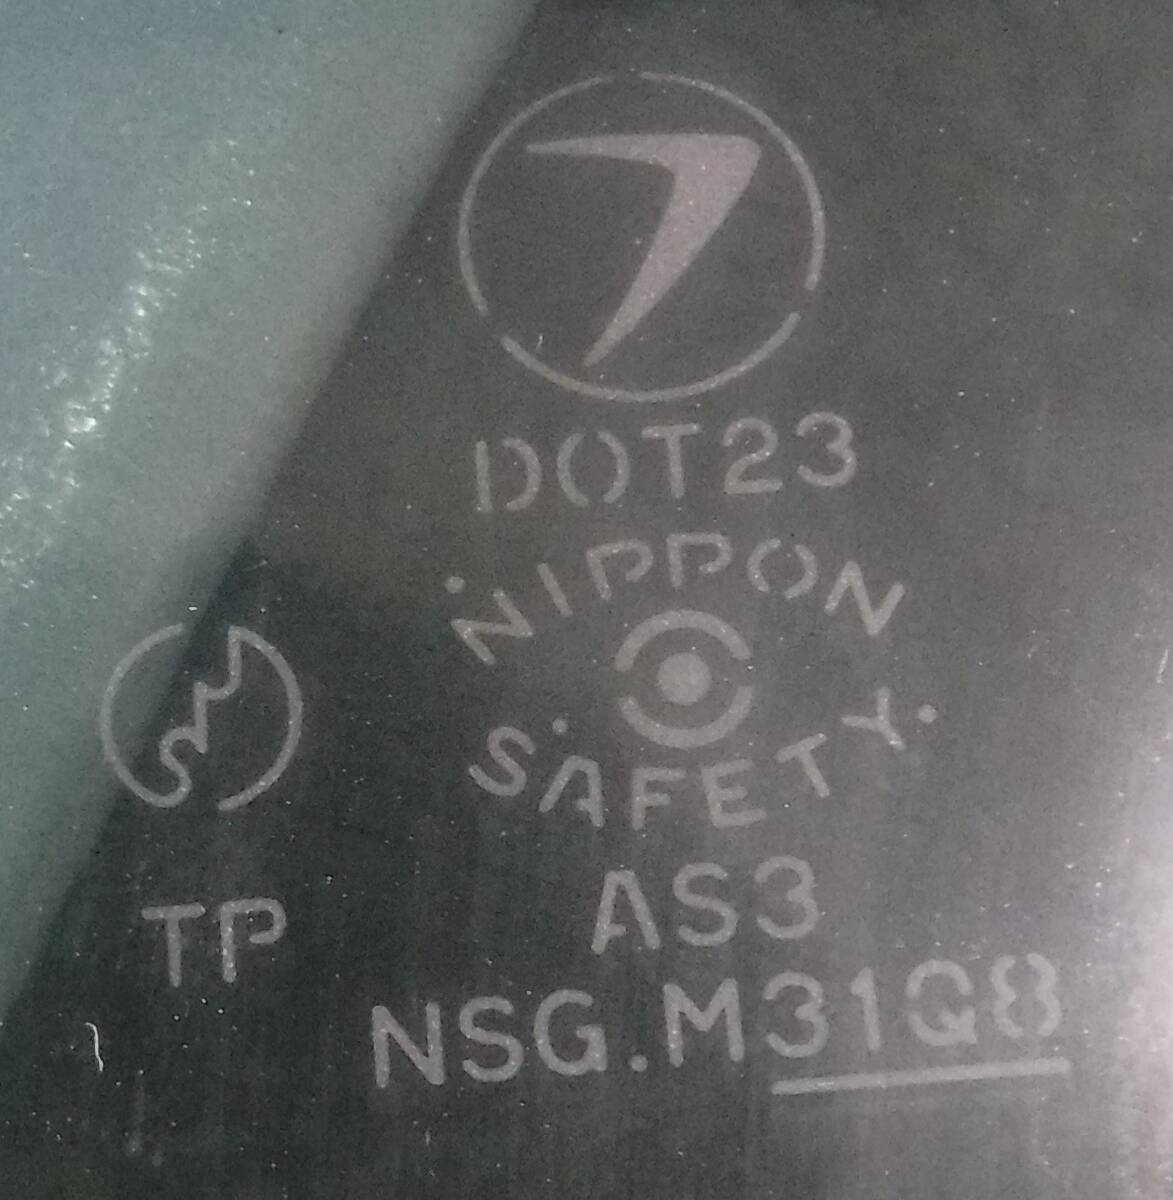 DOT23
NIPPON
SAFETY
AS3
TP
NSG.M31Q8